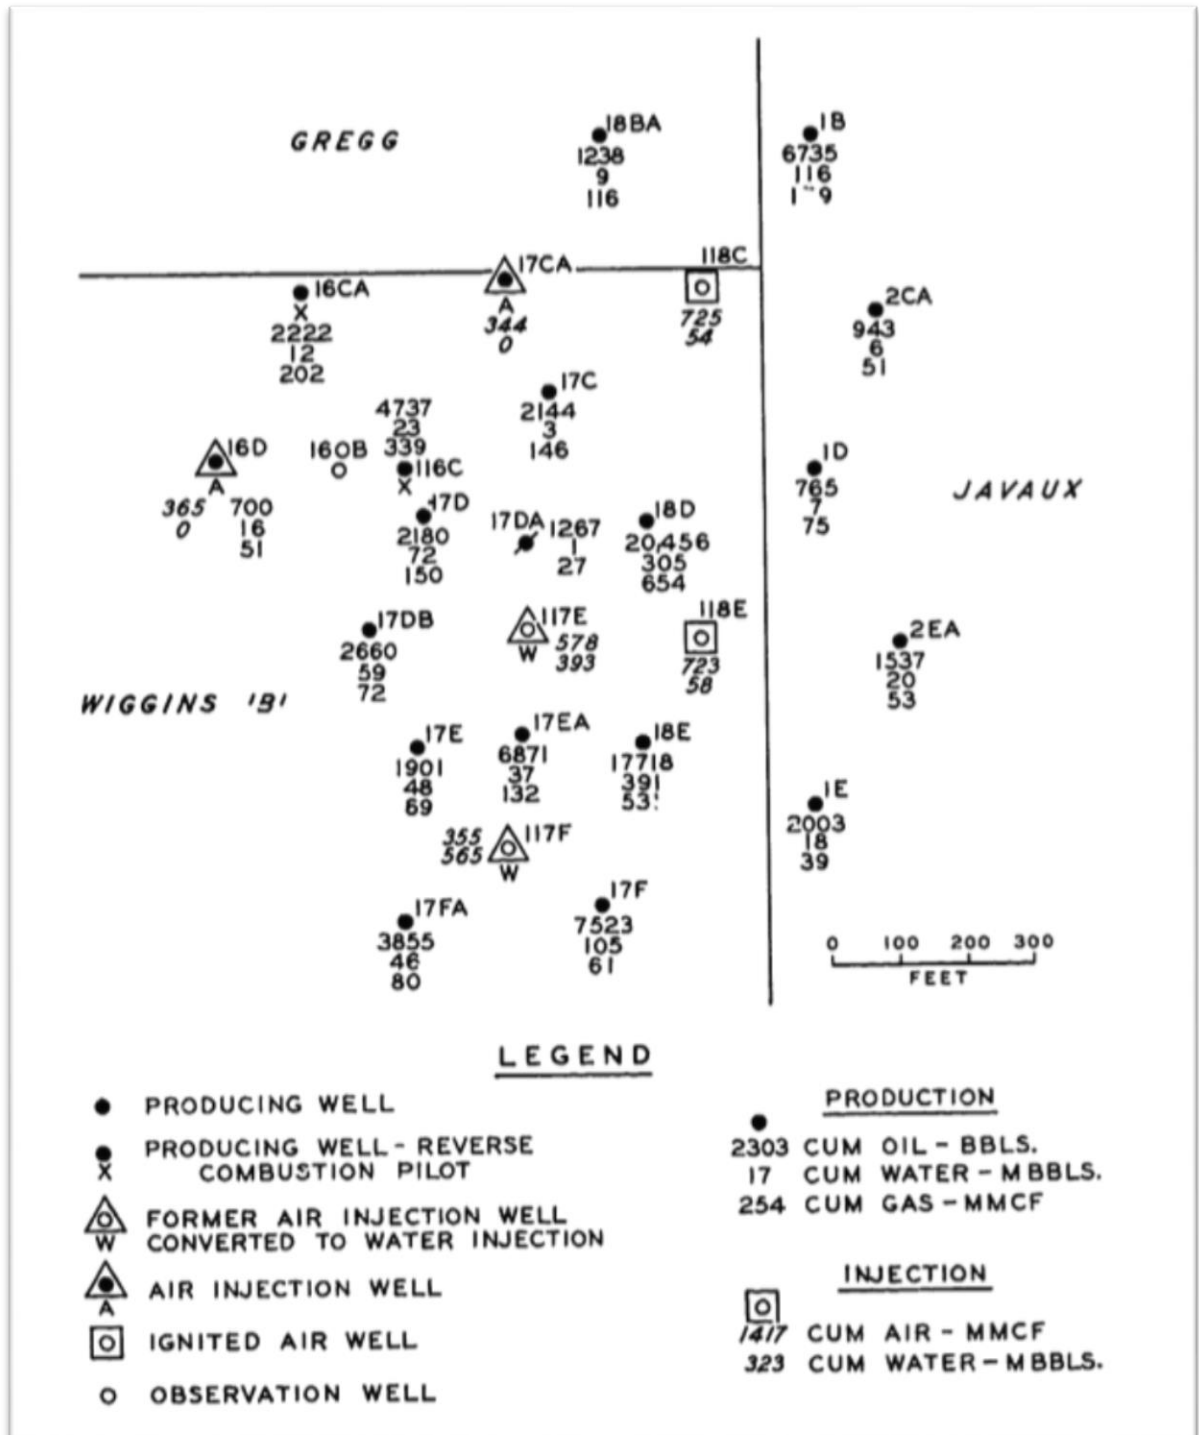 18BA
1B
GREGG
1238
9
116
6735
116
118C
17CA
16CA
X
2222
12
202
A
344
0
725
54
2CA
943
6
51
17C
2144
3
146
4737
23
339
16D
160B
116C
X
A
365 700
0 16
51
1D
765
7
75
JAVAUX
17D
2180
72
150
17DA
1267
1
27
18D
20,456
305
654
17DB
2660
59
72
117E
W
578
393
118E
723
58
2EA
1537
20
53
WIGGINS 'B'
17E
1901
48
69
17EA
6871
37
132
18E
17718
391
1E
2003
18
39
355
565
117F
W
17FA
3855
46
80
17F
7523
105
61
0 100 200 300
FEET
LEGEND
PRODUCING WELL
PRODUCING WELL - REVERSE
X COMBUSTION PILOT
FORMER AIR INJECTION WELL
W CONVERTED TO WATER INJECTION
AIR INJECTION WELL
A
IGNITED AIR WELL
OBSERVATION WELL
PRODUCTION
2303 CUM OIL - BBLS.
17 CUM WATER - MBBLS.
254 CUM GAS - MMCF
INJECTION
1417 CUM AIR - MMCF
323 CUM WATER - MBBLS.